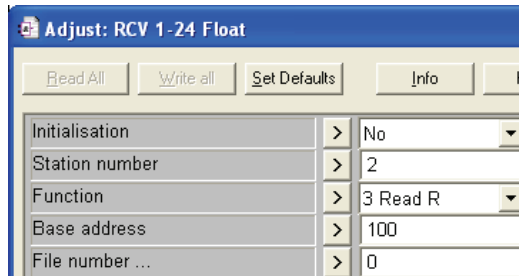 Adjust: RCV 1-24 Float
Read All Write all Set Defaults Info
Initialisation > No
Station number > 2
Function > 3 Read R
Base address > 100
File number ... > 0